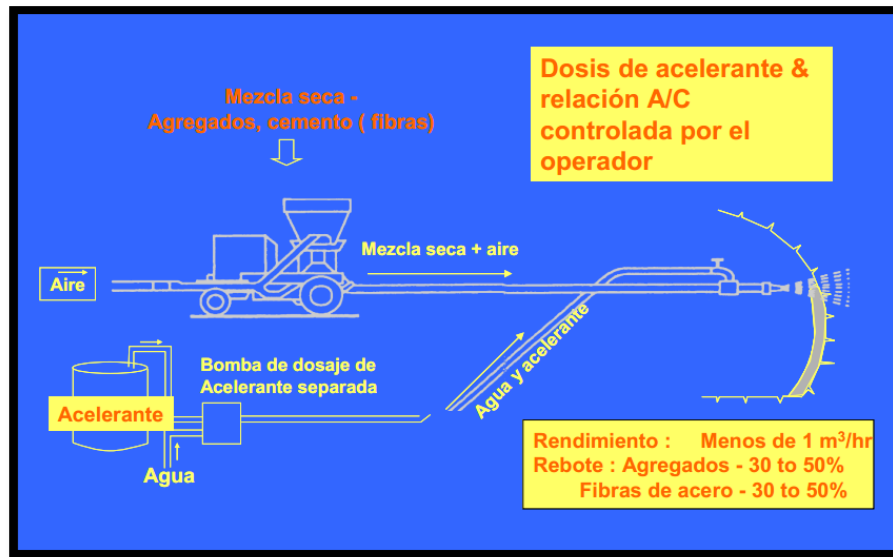 Mezcla seca -
Agregados, cemento ( fibras)
Dosis de acelerante &
relación A/C
controlada por el
operador
Mezcla seca + aire
Aire
Bomba de dosaje de
Acelerante separada
Agua y acelerante
Acelerante
Agua
Rendimiento : Menos de 1 m³/hr
Rebote : Agregados - 30 to 50%
Fibras de acero - 30 to 50%